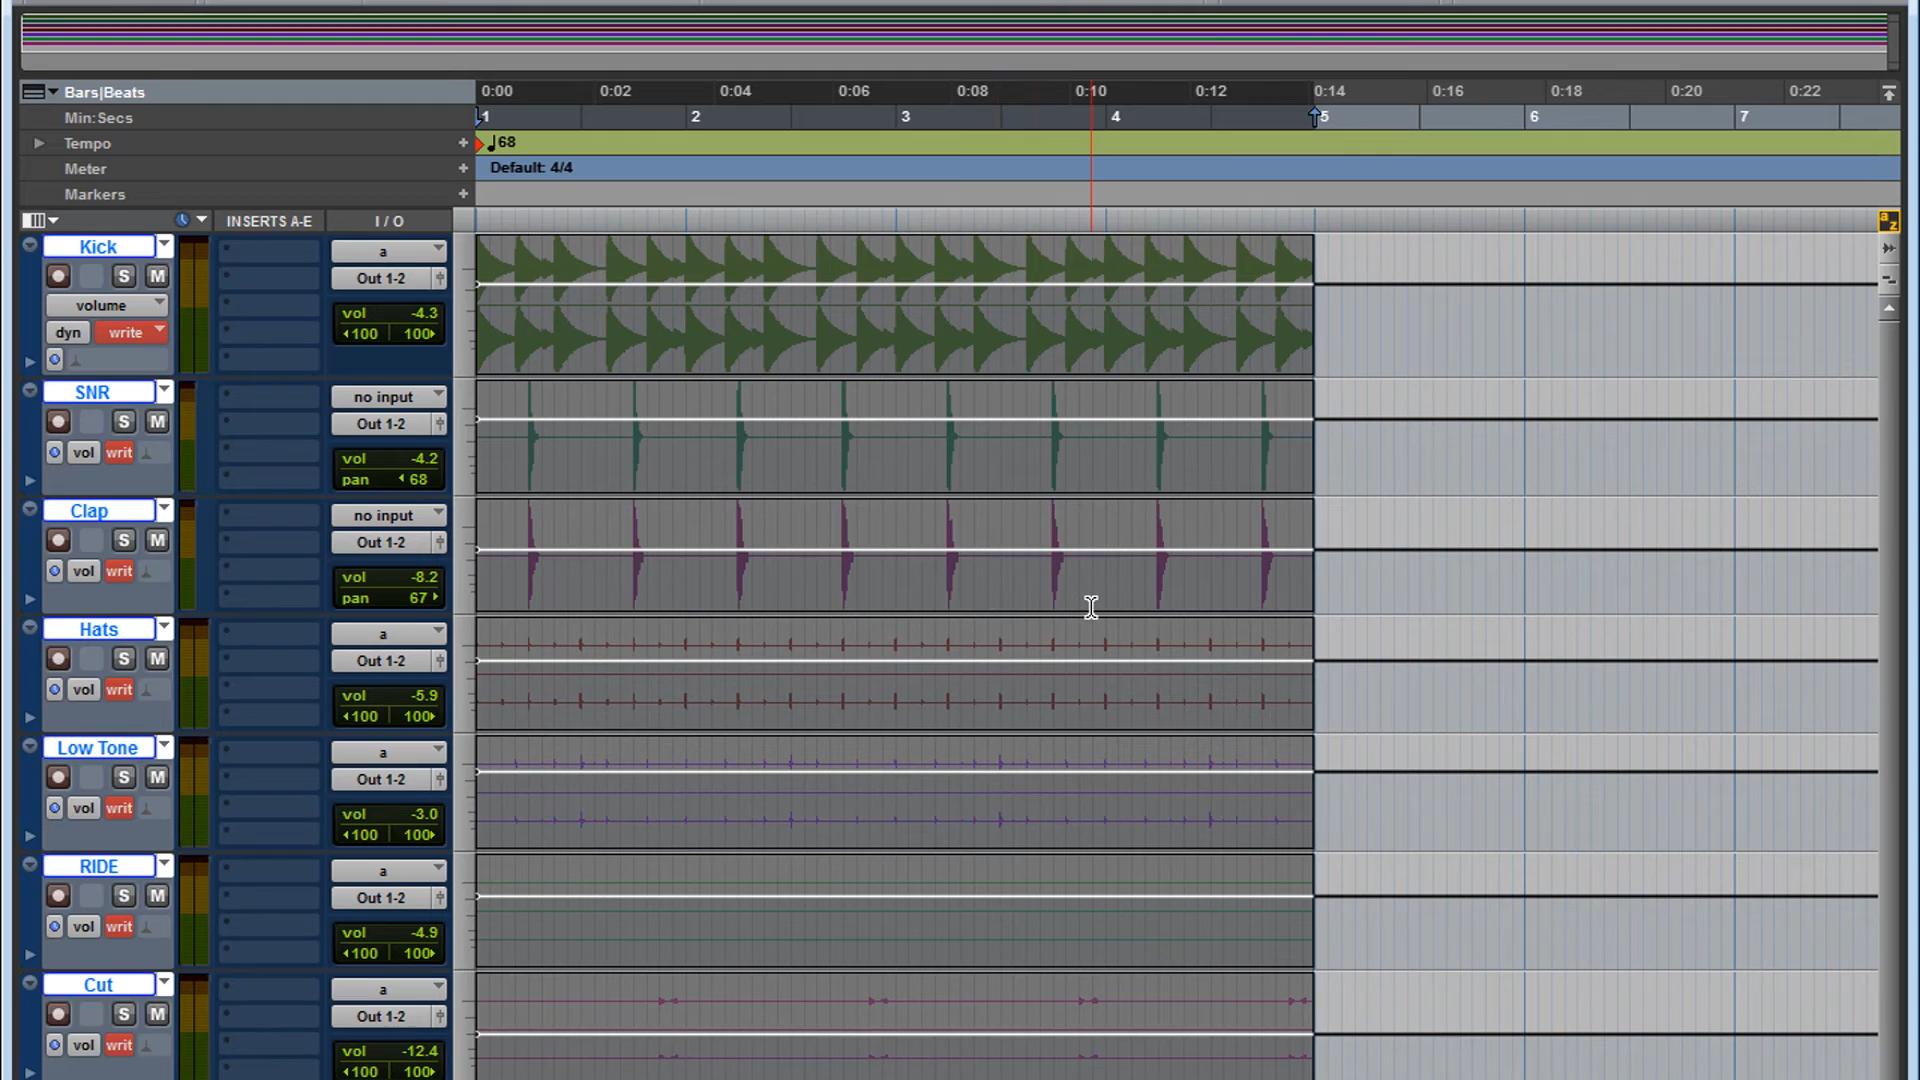 Bars|Beats 0:00 0:02 0:04 0:06 0:08 0:10 0:12 0:14 0:16 0:18 0:20 0:22
Min:Secs 1 2 3 4 5 6 7
Tempo + 68
Meter + Default: 4/4
Markers +
INSERTS A-E I / O a z
Kick a
S M Out 1-2
volume vol -4.3
dyn write 100 100
SNR no input
S M Out 1-2
vol writ vol -4.2
pan 68
Clap no input
S M Out 1-2
vol writ vol -8.2
pan 67
Hats a
S M Out 1-2
vol writ vol -5.9
100 100
Low Tone a
S M Out 1-2
vol writ vol -3.0
100 100
RIDE a
S M Out 1-2
vol writ vol -4.9
100 100
Cut a
S M Out 1-2
vol writ vol -12.4
100 100